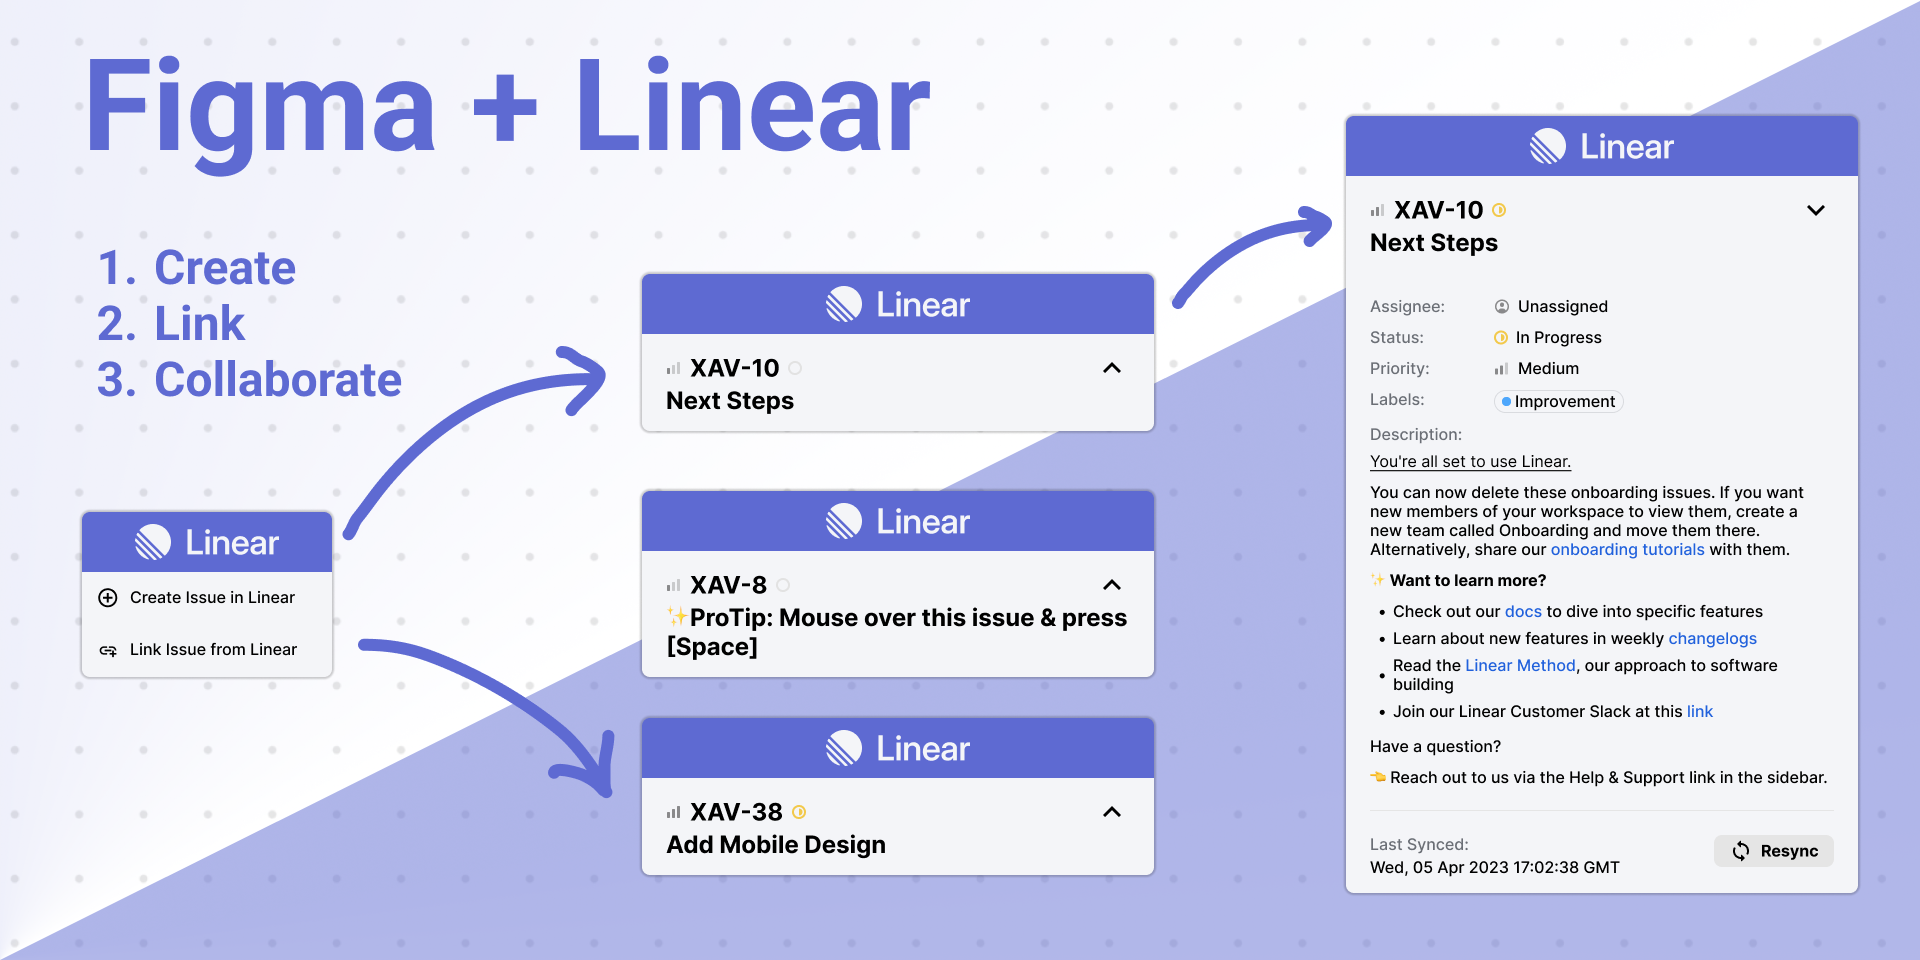 Figma + Linear
1. Create
2. Link
3. Collaborate
Linear
Create Issue in Linear
Link Issue from Linear
Linear
XAV-10
Next Steps
Linear
XAV-8
✨ProTip: Mouse over this issue & press
[Space]
Linear
XAV-38
Add Mobile Design
Linear
XAV-10
Next Steps
Assignee: Unassigned
Status: In Progress
Priority: Medium
Labels: Improvement
Description:
You're all set to use Linear.
You can now delete these onboarding issues. If you want
new members of your workspace to view them, create a
new team called Onboarding and move them there.
Alternatively, share our onboarding tutorials with them.
✨ Want to learn more?
• Check out our docs to dive into specific features
• Learn about new features in weekly changelogs
• Read the Linear Method, our approach to software
building
• Join our Linear Customer Slack at this link
Have a question?
👈 Reach out to us via the Help & Support link in the sidebar.
Last Synced:
Wed, 05 Apr 2023 17:02:38 GMT
Resync